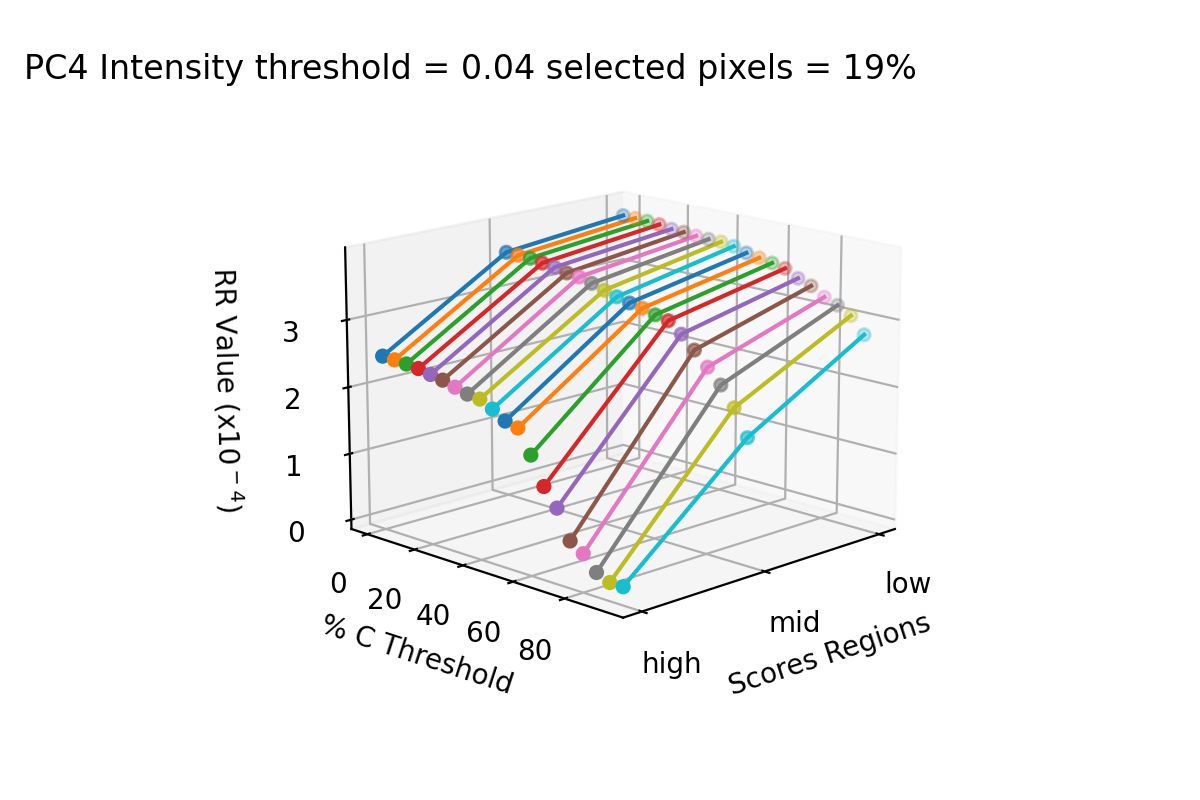 PC4 Intensity threshold = 0.04 selected pixels = 19%
RR Value (x10⁻⁴)
3
2
1
0
0
20
40
60
80
% C Threshold
high
mid
low
Scores Regions